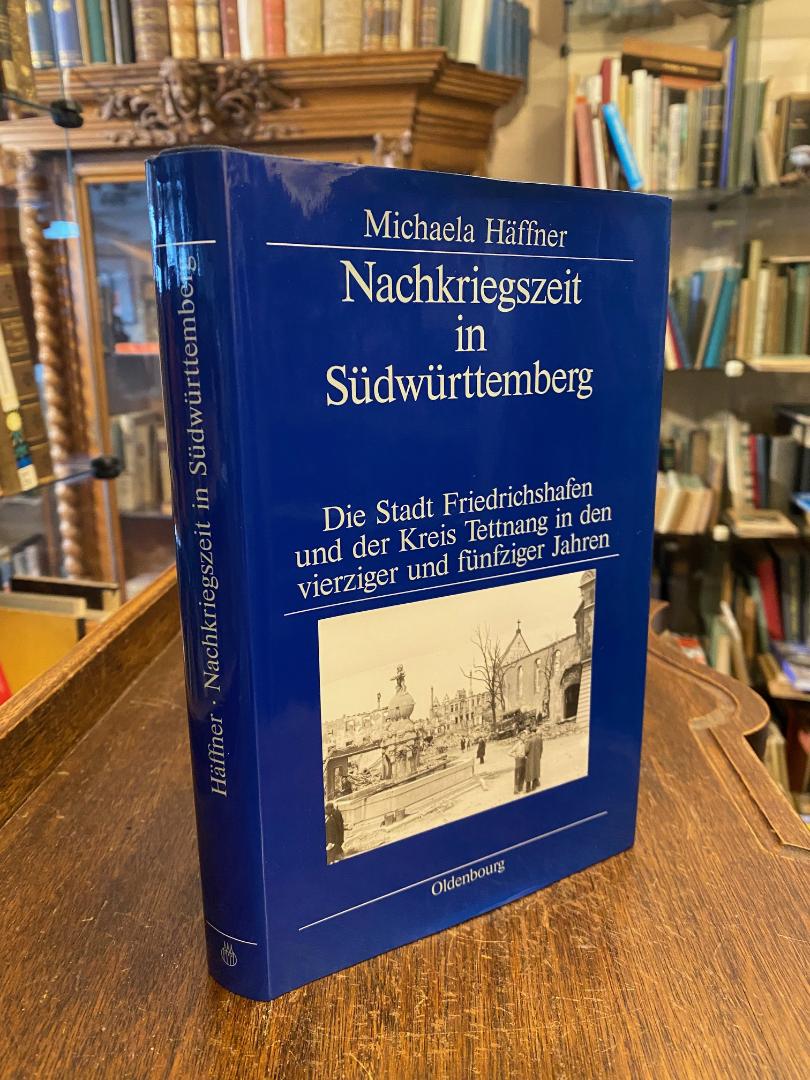 Michaela Häffner
Nachkriegszeit
in
Südwürttemberg
Die Stadt Friedrichshafen
und der Kreis Tettnang in den
vierziger und fünfziger Jahren
Oldenbourg
Häffner · Nachkriegszeit in Südwürttemberg